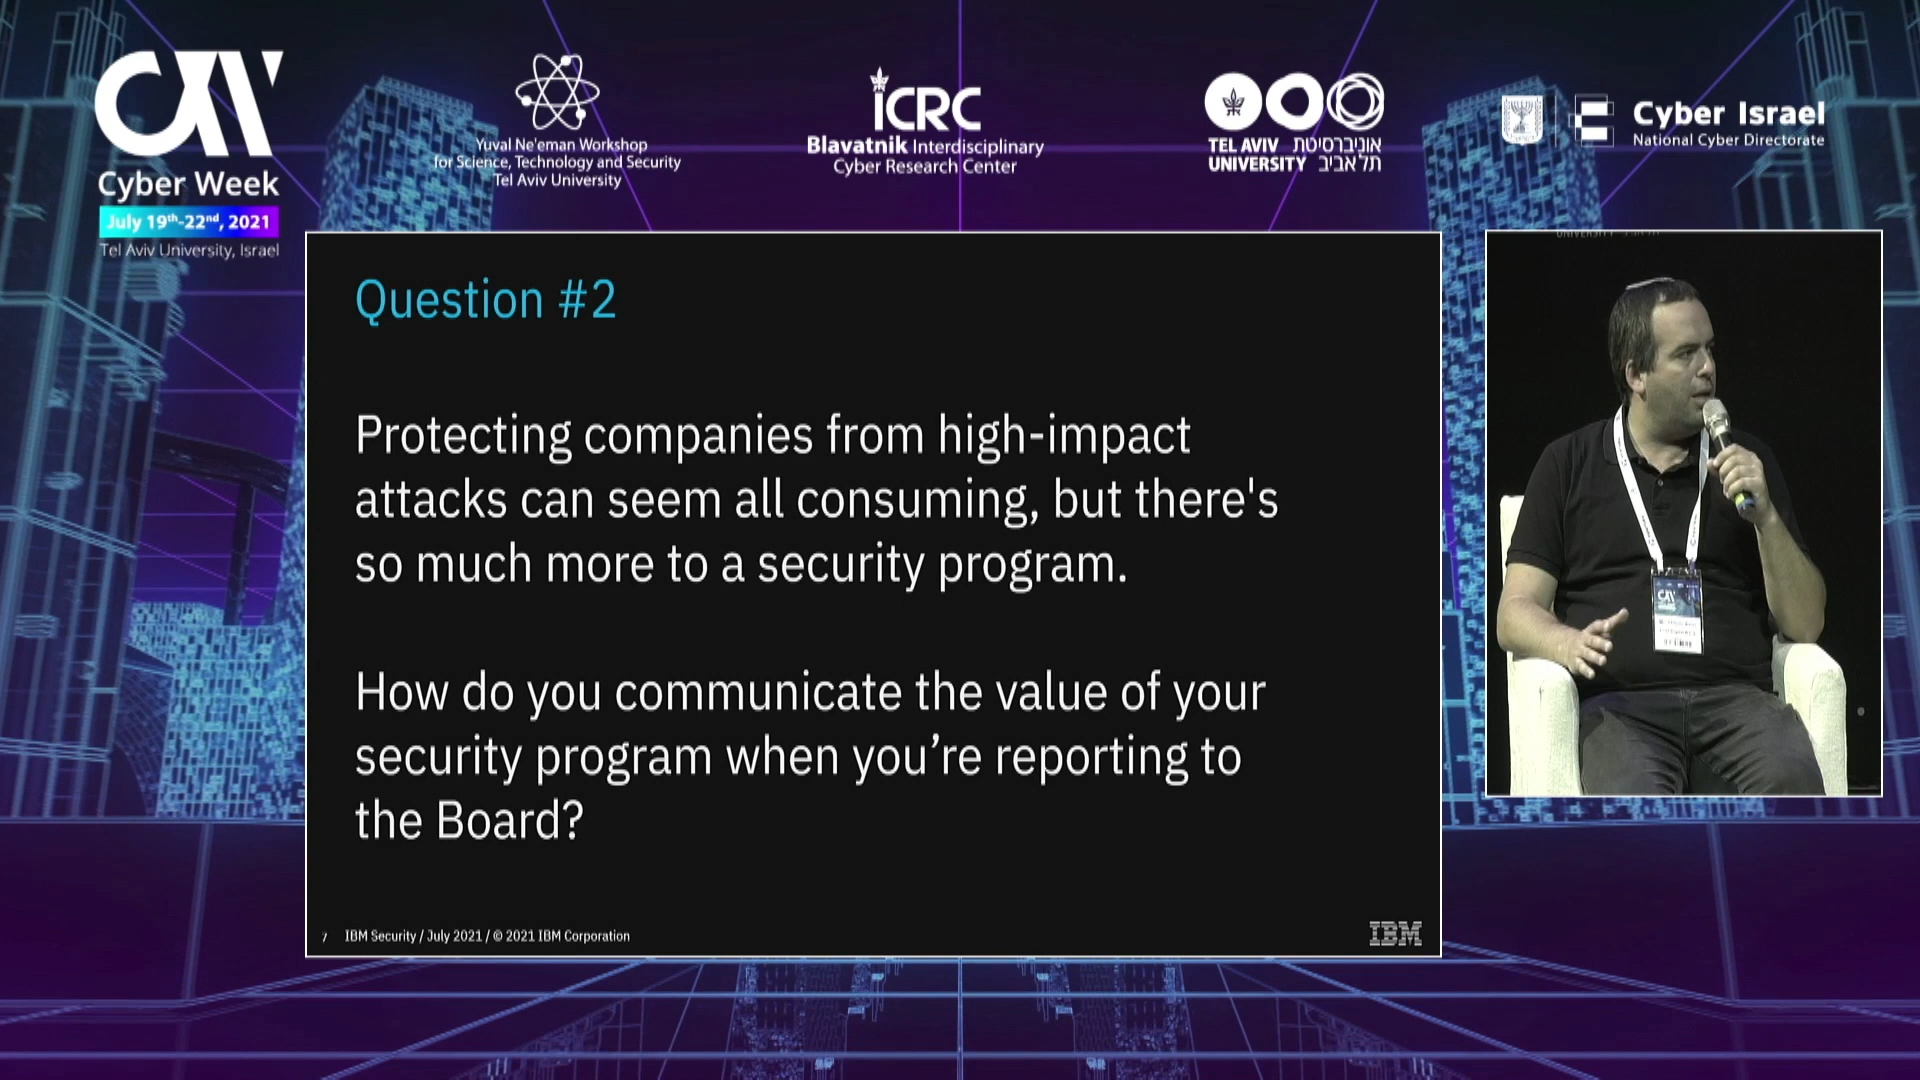 Cyber Week
July 19th-22nd, 2021
Tel Aviv University, Israel
Yuval Ne'eman Workshop
for Science, Technology and Security
Tel Aviv University
ICRC
Blavatnik Interdisciplinary
Cyber Research Center
TEL AVIV אוניברסיטת
UNIVERSITY תל אביב
Cyber Israel
National Cyber Directorate
Question #2
Protecting companies from high-impact
attacks can seem all consuming, but there's
so much more to a security program.
How do you communicate the value of your
security program when you’re reporting to
the Board?
7 IBM Security / July 2021 / © 2021 IBM Corporation
IBM